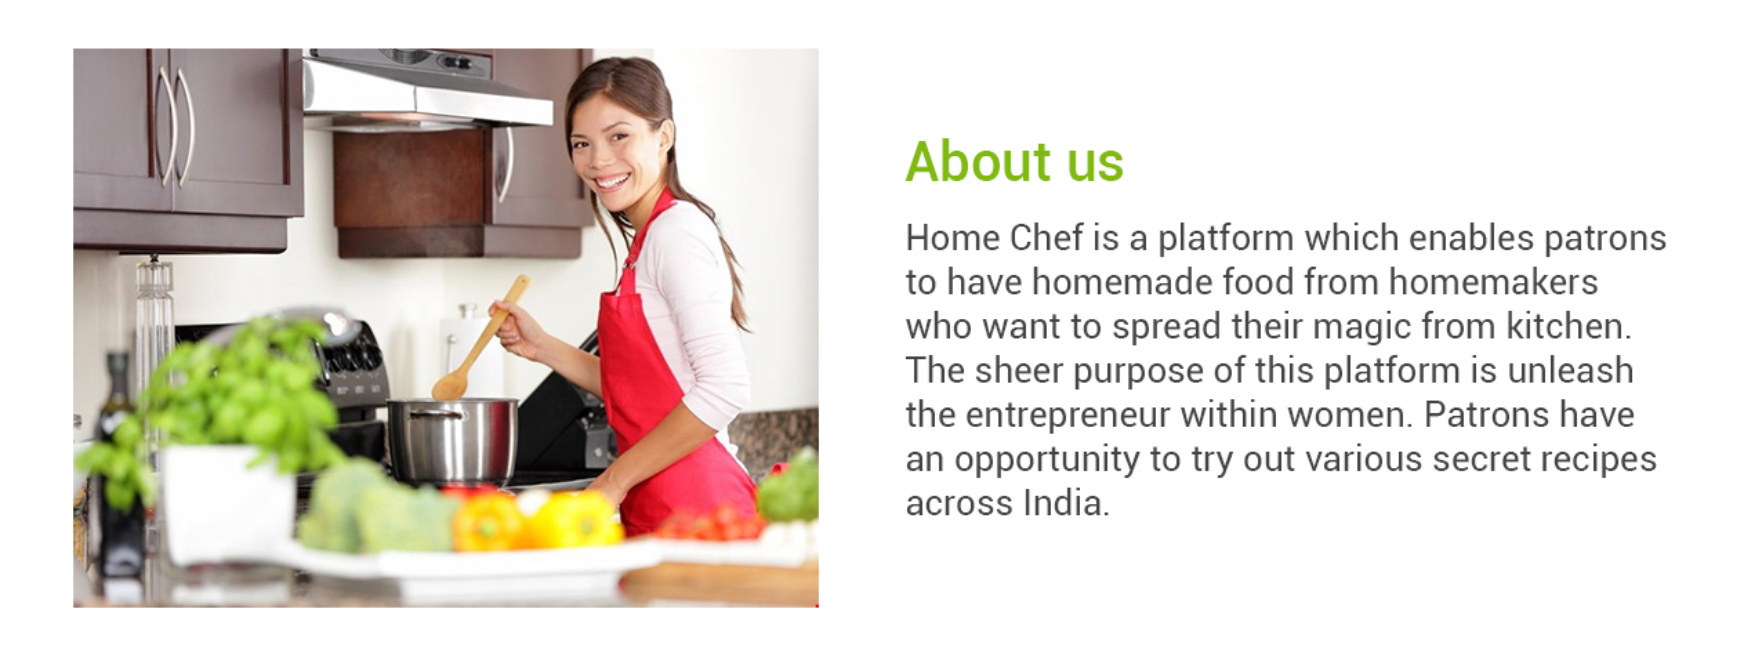 About us
Home Chef is a platform which enables patrons
to have homemade food from homemakers
who want to spread their magic from kitchen.
The sheer purpose of this platform is unleash
the entrepreneur within women. Patrons have
an opportunity to try out various secret recipes
across India.